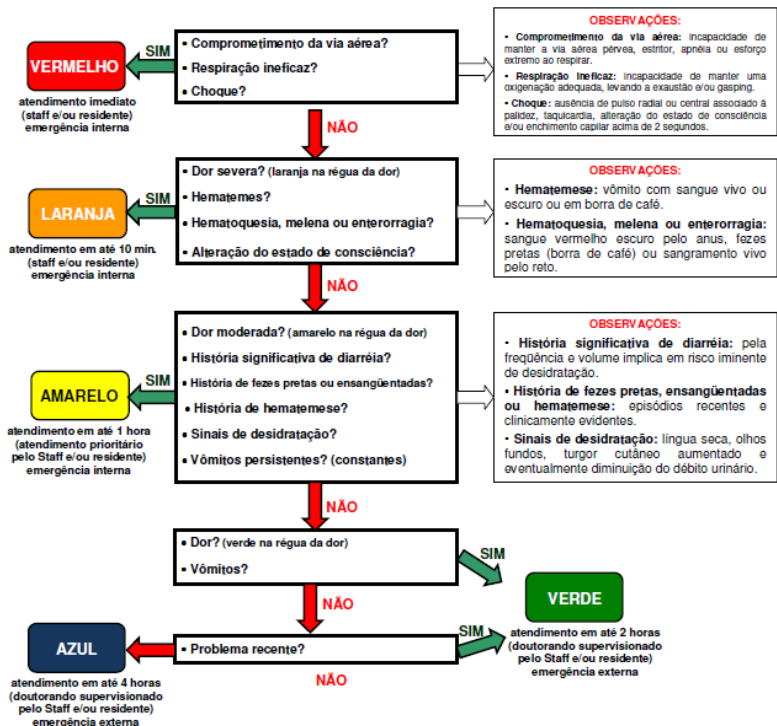 SIM
VERMELHO
atendimento imediato
(staff e/ou residente)
emergência interna
• Comprometimento da via aérea?
• Respiração ineficaz?
• Choque?
OBSERVAÇÕES:
• Comprometimento da via aérea: incapacidade de
manter a via aérea pérvea, estritor, apnéia ou esforço
extremo ao respirar.
• Respiração Ineficaz: incapacidade de manter uma
oxigenação adequada, levando a exaustão e/ou gasping.
• Choque: ausência de pulso radial ou central associado à
palidez, taquicardia, alteração do estado de consciência
e/ou enchimento capilar acima de 2 segundos.
NÃO
SIM
LARANJA
atendimento em até 10 min.
(staff e/ou residente)
emergência interna
• Dor severa? (laranja na régua da dor)
• Hematemes?
• Hematoquesia, melena ou enterorragia?
• Alteração do estado de consciência?
OBSERVAÇÕES:
• Hematemese: vômito com sangue vivo ou
escuro ou em borra de café.
• Hematoquesia, melena ou enterorragia:
sangue vermelho escuro pelo anus, fezes
pretas (borra de café) ou sangramento vivo
pelo reto.
NÃO
SIM
AMARELO
atendimento em até 1 hora
(atendimento prioritário
pelo Staff e/ou residente)
emergência interna
• Dor moderada? (amarelo na régua da dor)
• História significativa de diarréia?
• História de fezes pretas ou ensangüentadas?
• História de hematemese?
• Sinais de desidratação?
• Vômitos persistentes? (constantes)
OBSERVAÇÕES:
• História significativa de diarréia: pela
freqüência e volume implica em risco iminente
de desidratação.
• História de fezes pretas, ensangüentadas
ou hematemese: episódios recentes e
clinicamente evidentes.
• Sinais de desidratação: língua seca, olhos
fundos, turgor cutâneo aumentado e
eventualmente diminuição do débito urinário.
NÃO
• Dor? (verde na régua da dor)
• Vômitos?
SIM
VERDE
atendimento em até 2 horas
(doutorando supervisionado
pelo Staff e/ou residente)
emergência externa
NÃO
• Problema recente?
SIM
NÃO
AZUL
atendimento em até 4 horas
(doutorando supervisionado
pelo Staff e/ou residente)
emergência externa